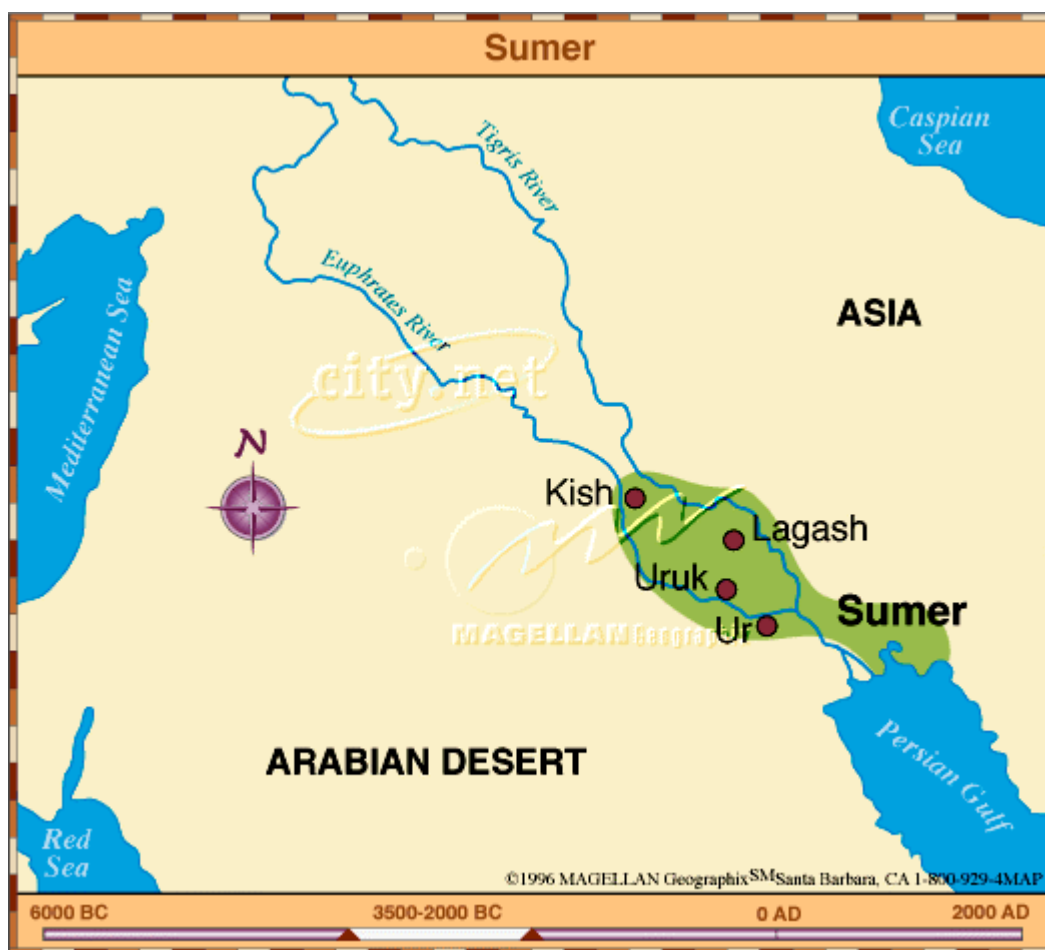 Sumer
Caspian
Sea
Tigris River
Euphrates River
Mediterranean Sea
ASIA
city.net
N
Kish
Lagash
Uruk
Sumer
Ur
MAGELLAN Geographix
ARABIAN DESERT
Persian Gulf
Red
Sea
©1996 MAGELLAN Geographix SM Santa Barbara, CA 1-800-929-4MAP
6000 BC 3500-2000 BC 0 AD 2000 AD